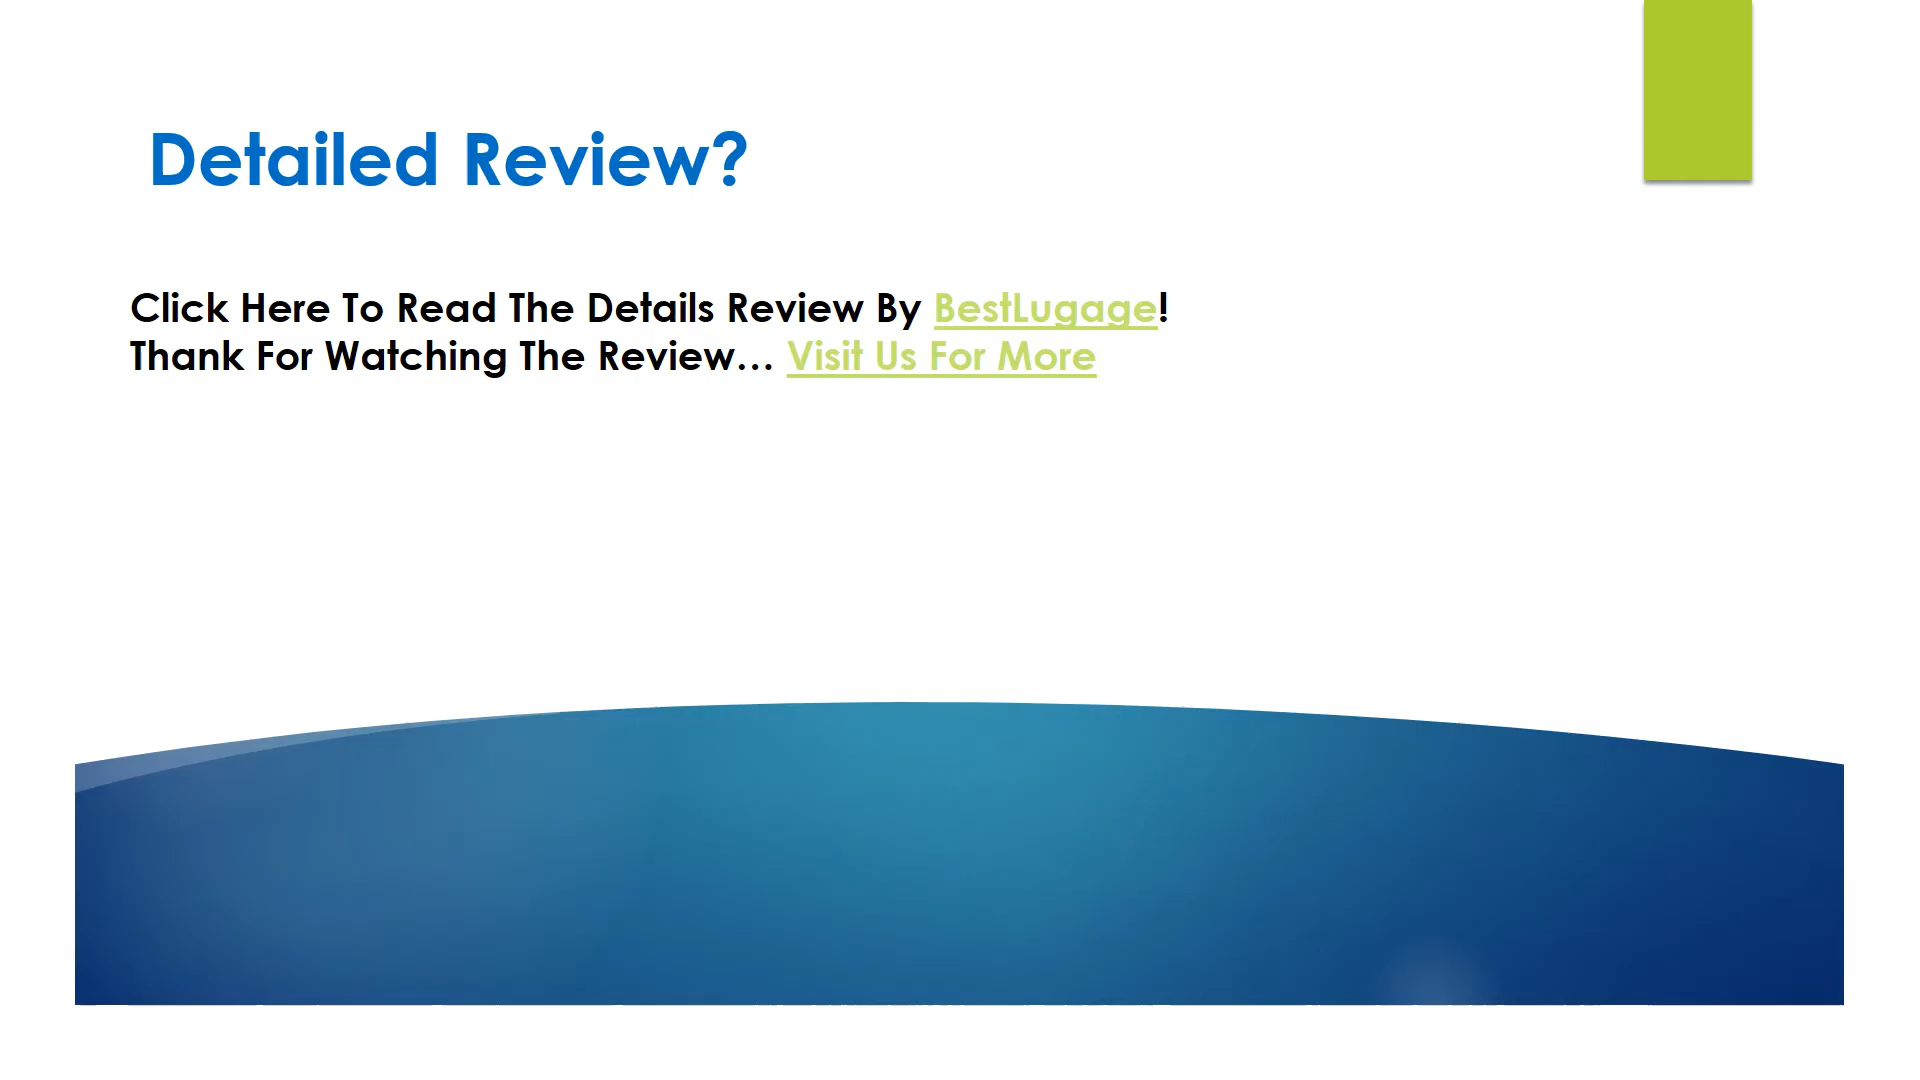 Detailed Review?
Click Here To Read The Details Review By BestLugage!
Thank For Watching The Review… Visit Us For More